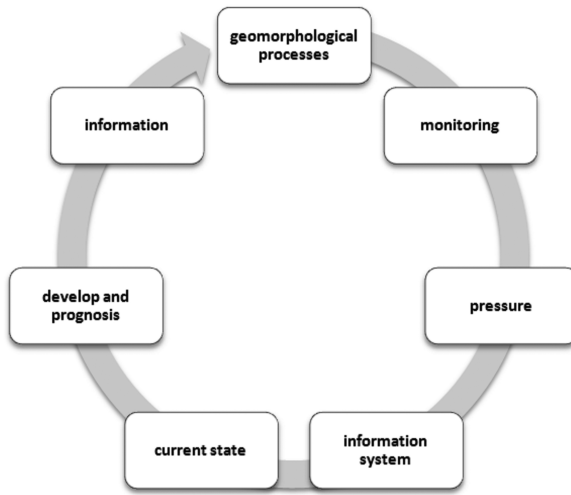 geomorphological
processes
monitoring
pressure
information
system
current state
develop and
prognosis
information